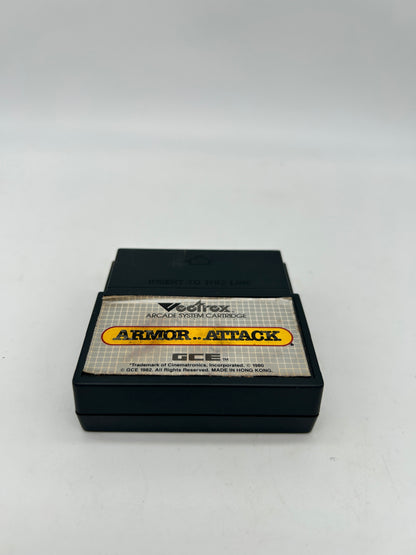 INSERT TO THIS LINE
Vectrex
ARCADE SYSTEM CARTRIDGE
ARMOR .. ATTACK
GCE™
*Trademark of Cinematronics, Incorporated. © 1980
© GCE 1982. All Rights Reserved. MADE IN HONG KONG.